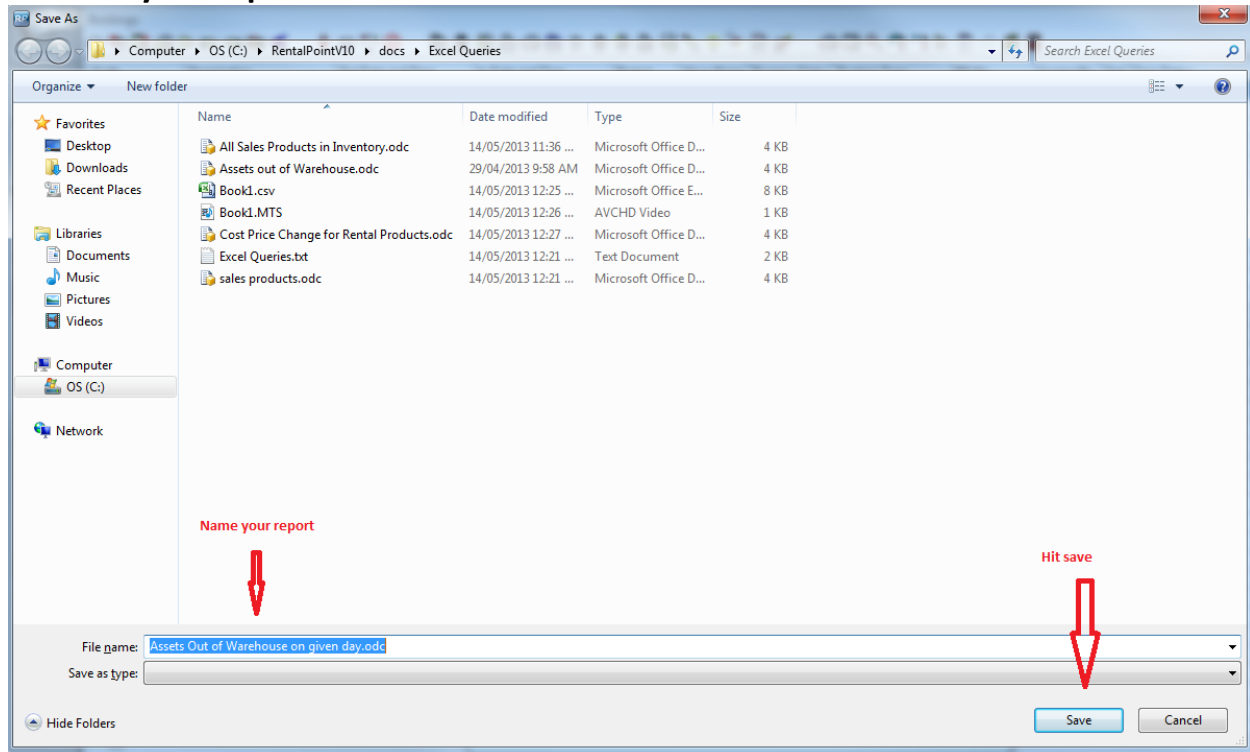 Save As
Computer ▸ OS (C:) ▸ RentalPointV10 ▸ docs ▸ Excel Queries
Search Excel Queries
Organize New folder
Favorites
Desktop
Downloads
Recent Places
Libraries
Documents
Music
Pictures
Videos
Computer
OS (C:)
Network
Name Date modified Type Size
All Sales Products in Inventory.odc 14/05/2013 11:36 ... Microsoft Office D... 4 KB
Assets out of Warehouse.odc 29/04/2013 9:58 AM Microsoft Office D... 4 KB
Book1.csv 14/05/2013 12:25 ... Microsoft Office E... 8 KB
Book1.MTS 14/05/2013 12:26 ... AVCHD Video 1 KB
Cost Price Change for Rental Products.odc 14/05/2013 12:27 ... Microsoft Office D... 4 KB
Excel Queries.txt 14/05/2013 12:21 ... Text Document 2 KB
sales products.odc 14/05/2013 12:21 ... Microsoft Office D... 4 KB
Name your report
Hit save
File name: Assets Out of Warehouse on given day.odc
Save as type:
Hide Folders
Save Cancel